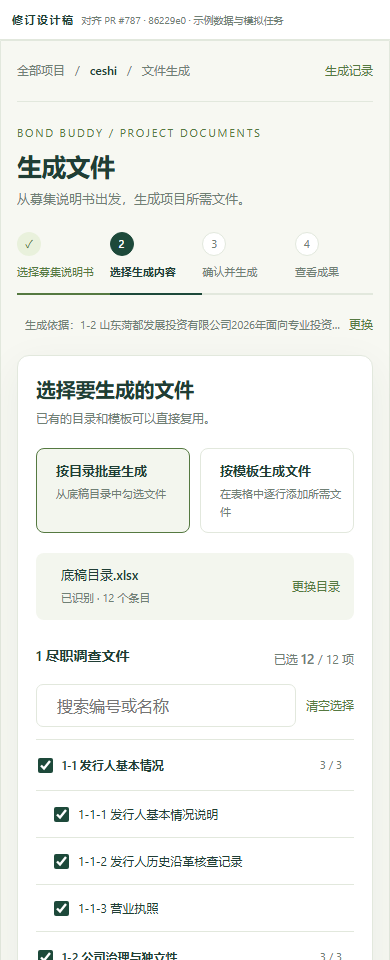 修订设计稿 对齐 PR #787 · 86229e0 · 示例数据与模拟任务
全部项目 / ceshi / 文件生成 生成记录
BOND BUDDY / PROJECT DOCUMENTS
生成文件
从募集说明书出发，生成项目所需文件。
✓ 2 3 4
选择募集说明书 选择生成内容 确认并生成 查看成果
生成依据：1-2 山东菏都发展投资有限公司2026年面向专业投资... 更换
选择要生成的文件
已有的目录和模板可以直接复用。
按目录批量生成
从底稿目录中勾选文件
按模板生成文件
在表格中逐行添加所需文
件
底稿目录.xlsx
已识别 · 12 个条目
更换目录
1 尽职调查文件 已选 12 / 12 项
搜索编号或名称 清空选择
1-1 发行人基本情况 3 / 3
1-1-1 发行人基本情况说明
1-1-2 发行人历史沿革核查记录
1-1-3 营业执照
1-2 公司治理与独立性 3 / 3